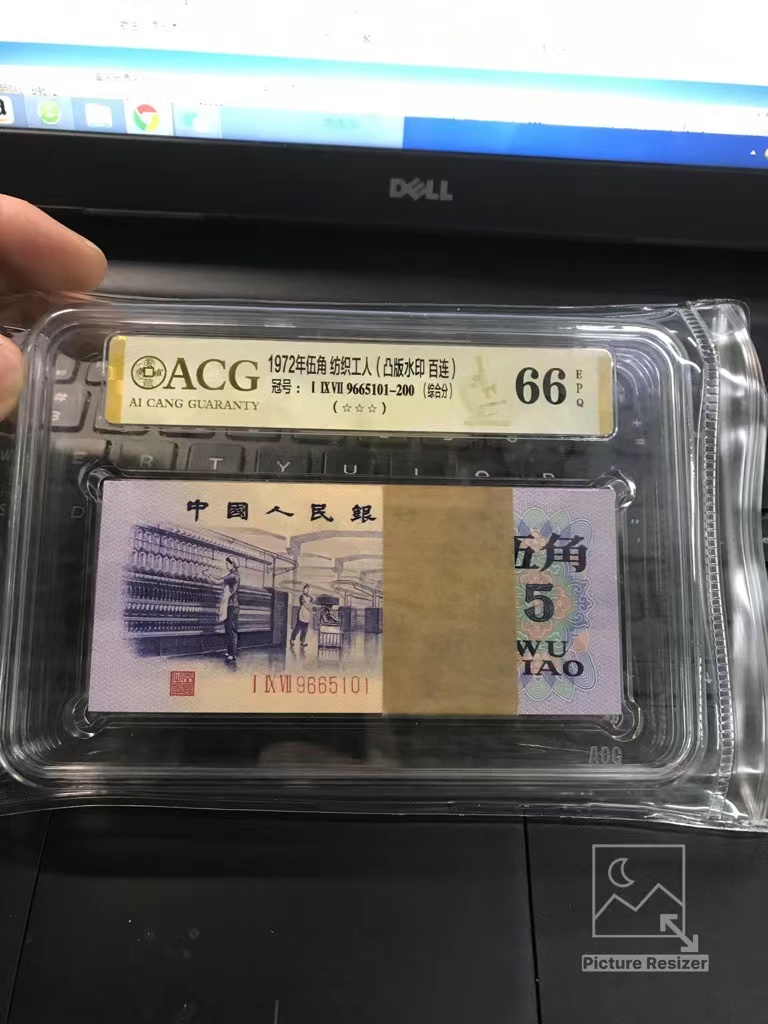 DELL
ACG
AI CANG GUARANTY
1972年伍角 纺织工人（凸版水印 百连）
冠号： I IX VII 9665101-200 （综合分）
（☆☆☆）
66
EPQ
R T Y U I O P
中國人民銀
伍角
5
WU
JIAO
I IX VII 9665101
ACG
Picture Resizer